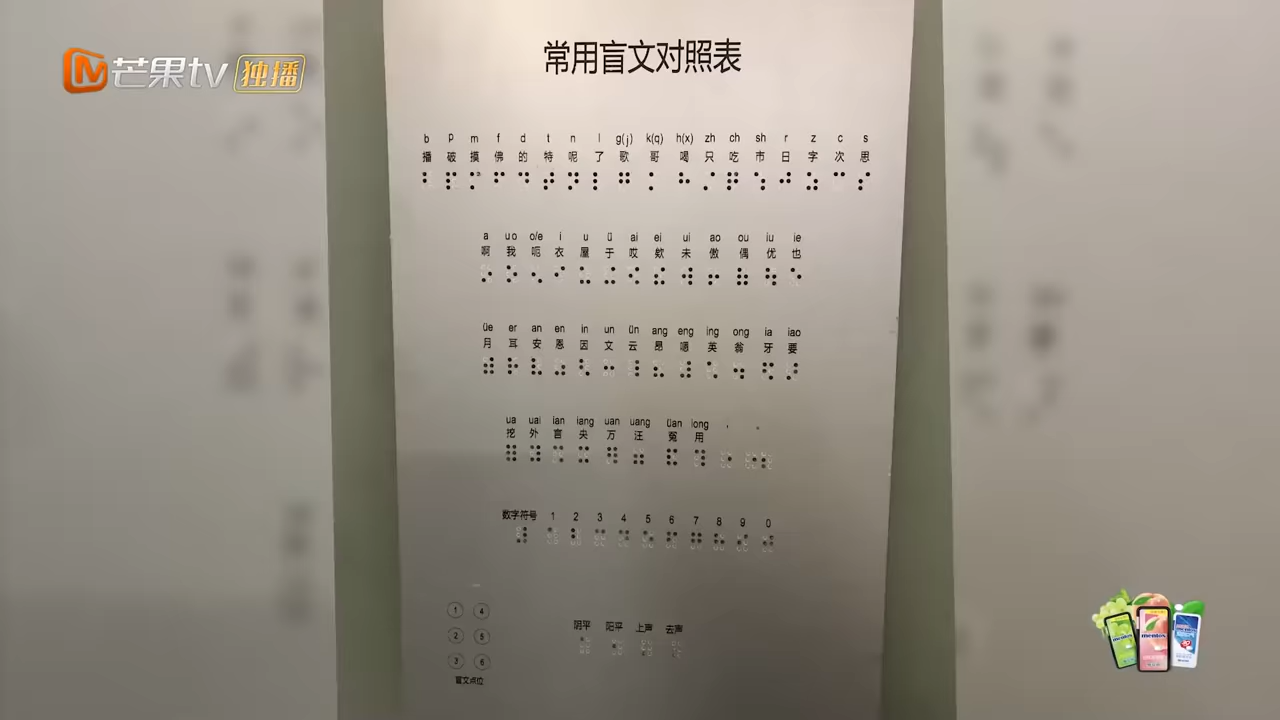 芒果tv 独播
常用盲文对照表
b p m f d t n l g(j) k(q) h(x) zh ch sh r z c s
播 破 摸 佛 的 特 呢 了 歌 哥 喝 只 吃 市 日 字 次 思
a uo o/e i u ü ai ei ui ao ou iu ie
啊 我 呃 衣 屋 于 哎 欸 未 傲 偶 优 也
üe er an en in un ün ang eng ing ong ia iao
月 耳 安 恩 因 文 云 昂 嗯 英 翁 牙 要
ua uai ian iang uan uang üan iong , 。
挖 外 言 央 万 汪 冤 用
数字符号 1 2 3 4 5 6 7 8 9 0
1 4
2 5
3 6
盲文点位
阴平 阳平 上声 去声
mentos mentos